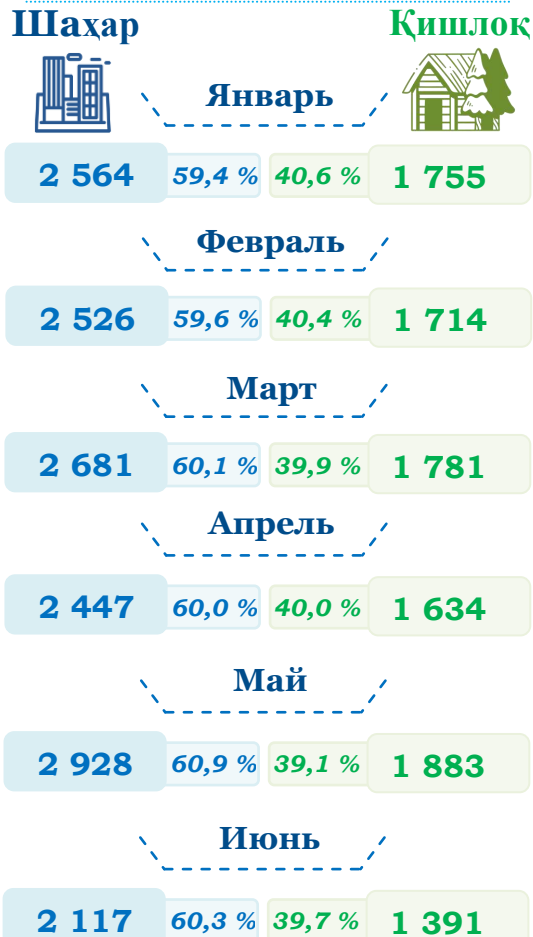 Шаҳар Қишлоқ
Январь
2 564 59,4 % 40,6 % 1 755
Февраль
2 526 59,6 % 40,4 % 1 714
Март
2 681 60,1 % 39,9 % 1 781
Апрель
2 447 60,0 % 40,0 % 1 634
Май
2 928 60,9 % 39,1 % 1 883
Июнь
2 117 60,3 % 39,7 % 1 391